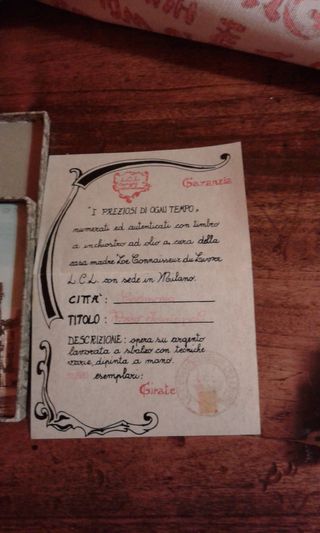 L.C.L.
Garanzia
"I PREZIOSI DI OGNI TEMPO",
numerati ed autenticati con timbro
a inchiostro ad olio a cera della
casa madre Les Connaisseur du Livre
L.C.L. con sede in Milano.
CITTÀ :
TITOLO :
DESCRIZIONE : opera su argento
lavorata a sbalzo con tecniche
varie, dipinta a mano.
esemplari:
Girate